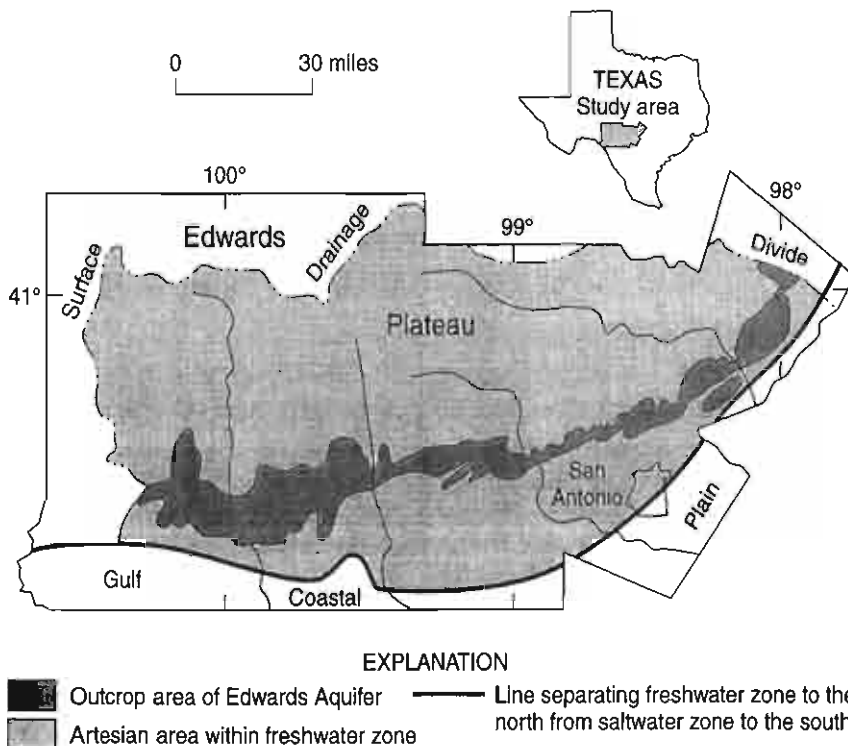 0 30 miles
TEXAS
Study area
100°
99°
98°
41°
Surface
Edwards
Drainage
Divide
Plateau
San
Antonio
Plain
Gulf
Coastal
EXPLANATION
Outcrop area of Edwards Aquifer
Artesian area within freshwater zone
Line separating freshwater zone to the
north from saltwater zone to the south